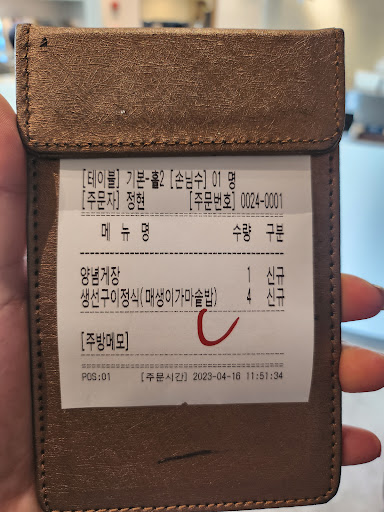 [테이블] 기본-홀2 [손님수] 01 명
[주문자] 정현 [주문번호] 0024-0001
메 뉴 명 수량 구분
양념게장 1 신규
생선구이정식(매생이가마솥밥) 4 신규
[주방메모]
POS:01 [주문시간] 2023-04-16 11:51:34